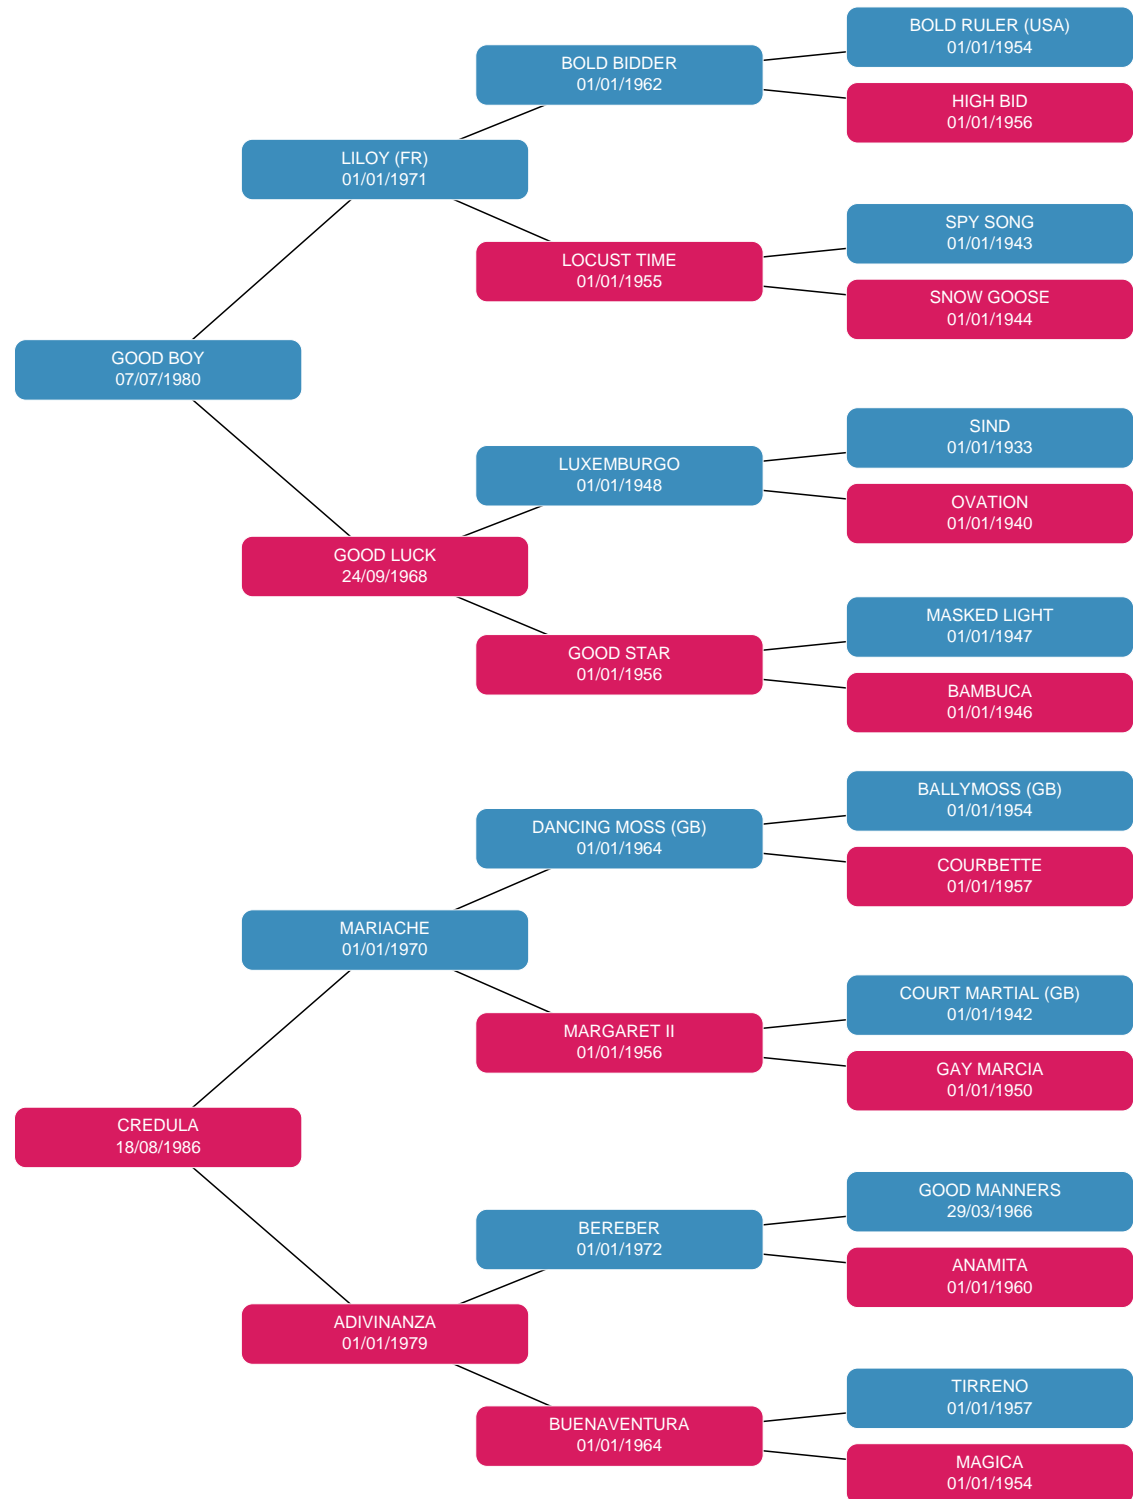 BOLD RULER (USA)
01/01/1954
BOLD BIDDER
01/01/1962
HIGH BID
01/01/1956
LILOY (FR)
01/01/1971
SPY SONG
01/01/1943
LOCUST TIME
01/01/1955
SNOW GOOSE
01/01/1944
GOOD BOY
07/07/1980
SIND
01/01/1933
LUXEMBURGO
01/01/1948
OVATION
01/01/1940
GOOD LUCK
24/09/1968
MASKED LIGHT
01/01/1947
GOOD STAR
01/01/1956
BAMBUCA
01/01/1946
BALLYMOSS (GB)
01/01/1954
DANCING MOSS (GB)
01/01/1964
COURBETTE
01/01/1957
MARIACHE
01/01/1970
COURT MARTIAL (GB)
01/01/1942
MARGARET II
01/01/1956
GAY MARCIA
01/01/1950
CREDULA
18/08/1986
GOOD MANNERS
29/03/1966
BEREBER
01/01/1972
ANAMITA
01/01/1960
ADIVINANZA
01/01/1979
TIRRENO
01/01/1957
BUENAVENTURA
01/01/1964
MAGICA
01/01/1954